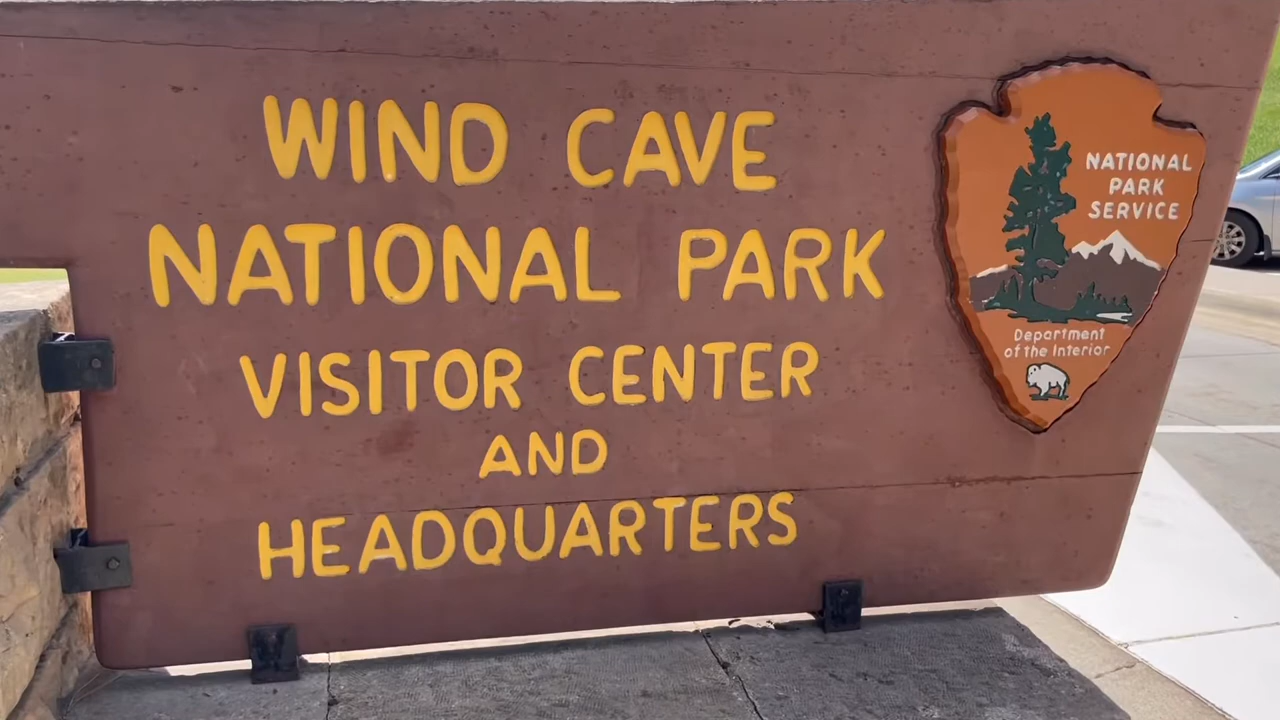 WIND CAVE
NATIONAL PARK
VISITOR CENTER
AND
HEADQUARTERS
NATIONAL
PARK
SERVICE
Department
of the Interior